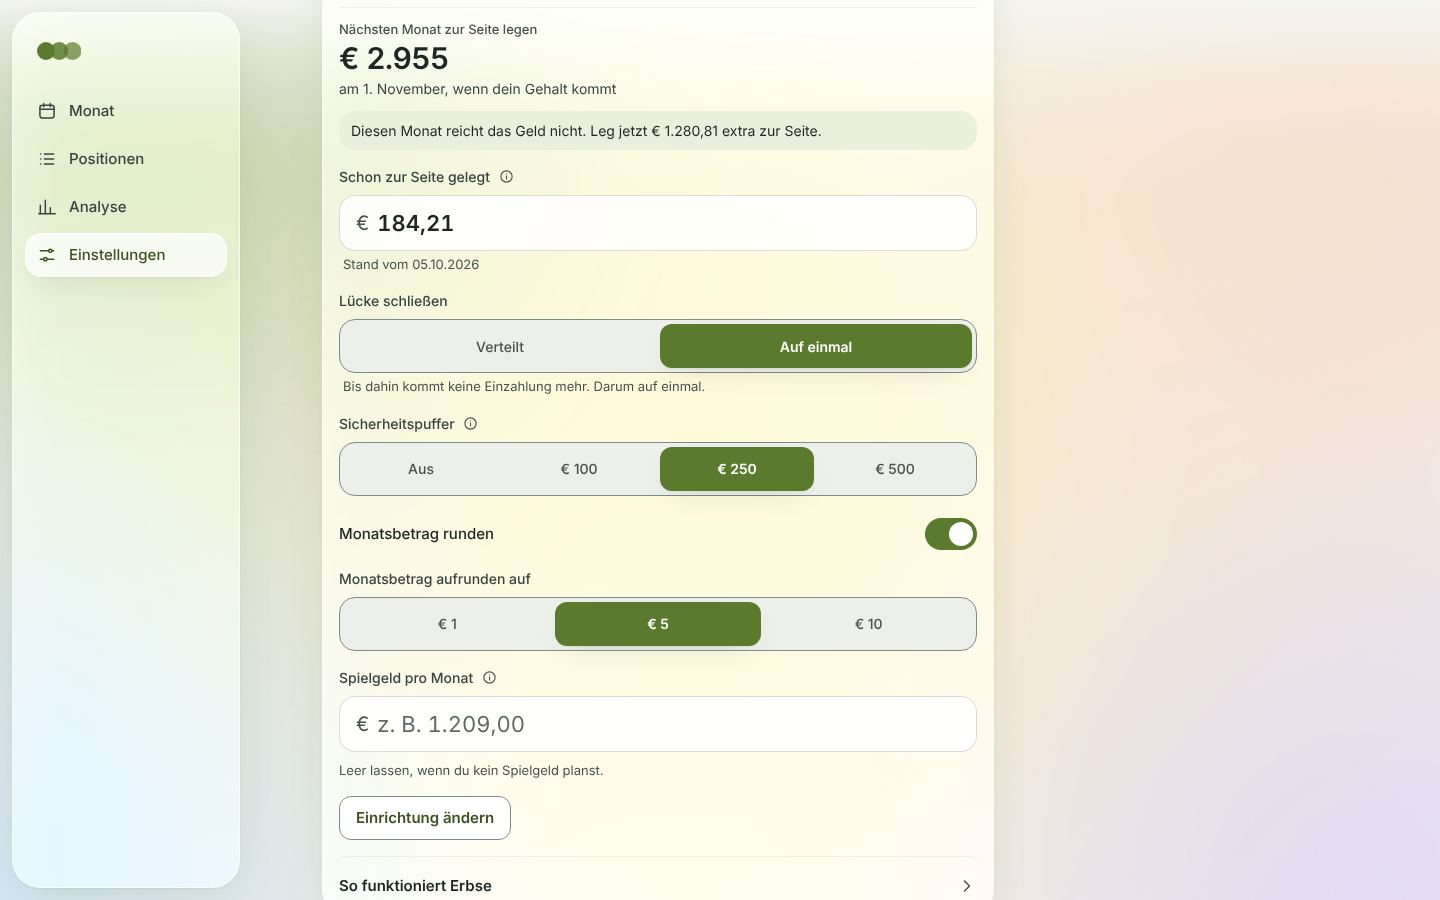 Nächsten Monat zur Seite legen
€ 2.955
am 1. November, wenn dein Gehalt kommt
Diesen Monat reicht das Geld nicht. Leg jetzt € 1.280,81 extra zur Seite.
Monat
Positionen
Analyse
Einstellungen
Schon zur Seite gelegt
€ 184,21
Stand vom 05.10.2026
Lücke schließen
Verteilt
Auf einmal
Bis dahin kommt keine Einzahlung mehr. Darum auf einmal.
Sicherheitspuffer
Aus
€ 100
€ 250
€ 500
Monatsbetrag runden
Monatsbetrag aufrunden auf
€ 1
€ 5
€ 10
Spielgeld pro Monat
€ z. B. 1.209,00
Leer lassen, wenn du kein Spielgeld planst.
Einrichtung ändern
So funktioniert Erbse